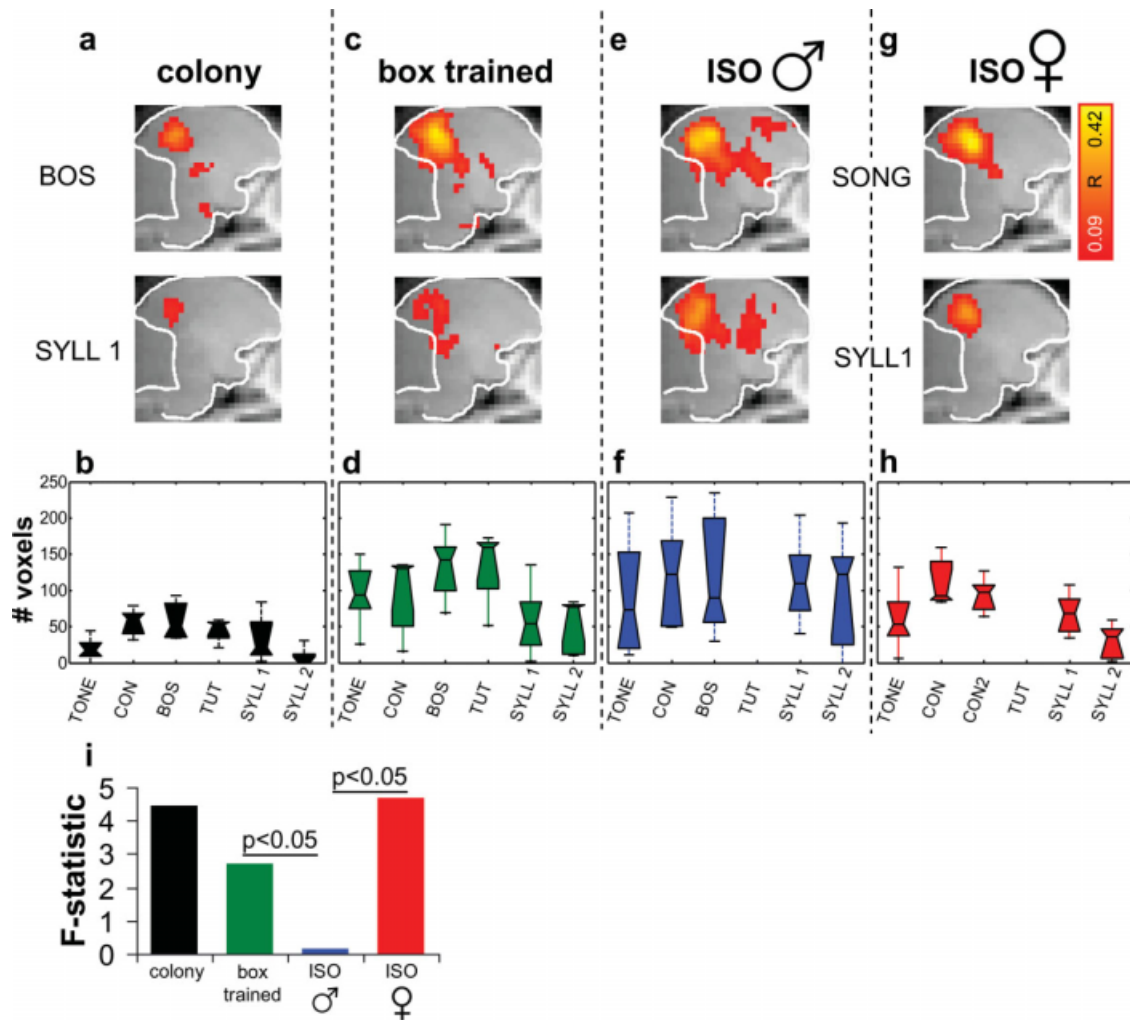 a c e g
colony box trained ISO ♂ ISO ♀
BOS SONG
0.09 R 0.42
SYLL 1 SYLL1
b d f h
# voxels
250
200
150
100
50
0
TONE CON BOS TUT SYLL 1 SYLL 2
TONE CON BOS TUT SYLL 1 SYLL 2
TONE CON BOS TUT SYLL 1 SYLL 2
TONE CON CON2 TUT SYLL 1 SYLL 2
i
F-statistic
5
4
3
2
1
0
p<0.05
p<0.05
colony box trained ISO ♂ ISO ♀